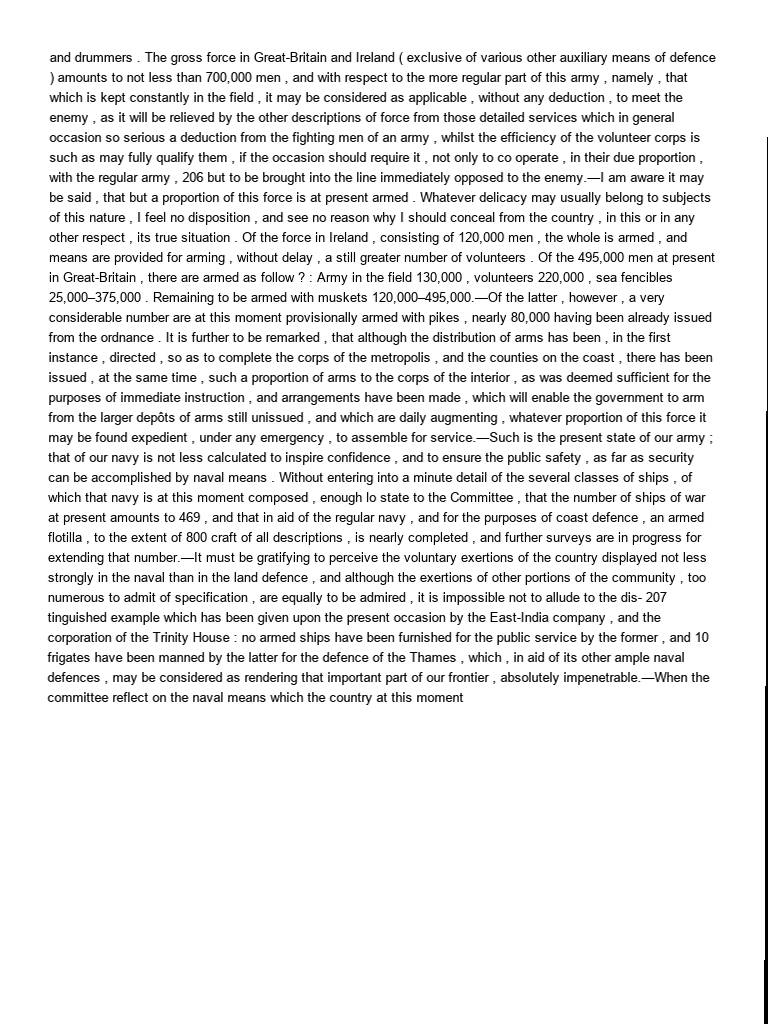 and drummers . The gross force in Great-Britain and Ireland ( exclusive of various other auxiliary means of defence
) amounts to not less than 700,000 men , and with respect to the more regular part of this army , namely , that
which is kept constantly in the field , it may be considered as applicable , without any deduction , to meet the
enemy , as it will be relieved by the other descriptions of force from those detailed services which in general
occasion so serious a deduction from the fighting men of an army , whilst the efficiency of the volunteer corps is
such as may fully qualify them , if the occasion should require it , not only to co operate , in their due proportion ,
with the regular army , 206 but to be brought into the line immediately opposed to the enemy.—I am aware it may
be said , that but a proportion of this force is at present armed . Whatever delicacy may usually belong to subjects
of this nature , I feel no disposition , and see no reason why I should conceal from the country , in this or in any
other respect , its true situation . Of the force in Ireland , consisting of 120,000 men , the whole is armed , and
means are provided for arming , without delay , a still greater number of volunteers . Of the 495,000 men at present
in Great-Britain , there are armed as follow ? : Army in the field 130,000 , volunteers 220,000 , sea fencibles
25,000–375,000 . Remaining to be armed with muskets 120,000–495,000.—Of the latter , however , a very
considerable number are at this moment provisionally armed with pikes , nearly 80,000 having been already issued
from the ordnance . It is further to be remarked , that although the distribution of arms has been , in the first
instance , directed , so as to complete the corps of the metropolis , and the counties on the coast , there has been
issued , at the same time , such a proportion of arms to the corps of the interior , as was deemed sufficient for the
purposes of immediate instruction , and arrangements have been made , which will enable the government to arm
from the larger depôts of arms still unissued , and which are daily augmenting , whatever proportion of this force it
may be found expedient , under any emergency , to assemble for service.—Such is the present state of our army ;
that of our navy is not less calculated to inspire confidence , and to ensure the public safety , as far as security
can be accomplished by naval means . Without entering into a minute detail of the several classes of ships , of
which that navy is at this moment composed , enough lo state to the Committee , that the number of ships of war
at present amounts to 469 , and that in aid of the regular navy , and for the purposes of coast defence , an armed
flotilla , to the extent of 800 craft of all descriptions , is nearly completed , and further surveys are in progress for
extending that number.—It must be gratifying to perceive the voluntary exertions of the country displayed not less
strongly in the naval than in the land defence , and although the exertions of other portions of the community , too
numerous to admit of specification , are equally to be admired , it is impossible not to allude to the dis- 207
tinguished example which has been given upon the present occasion by the East-India company , and the
corporation of the Trinity House : no armed ships have been furnished for the public service by the former , and 10
frigates have been manned by the latter for the defence of the Thames , which , in aid of its other ample naval
defences , may be considered as rendering that important part of our frontier , absolutely impenetrable.—When the
committee reflect on the naval means which the country at this moment